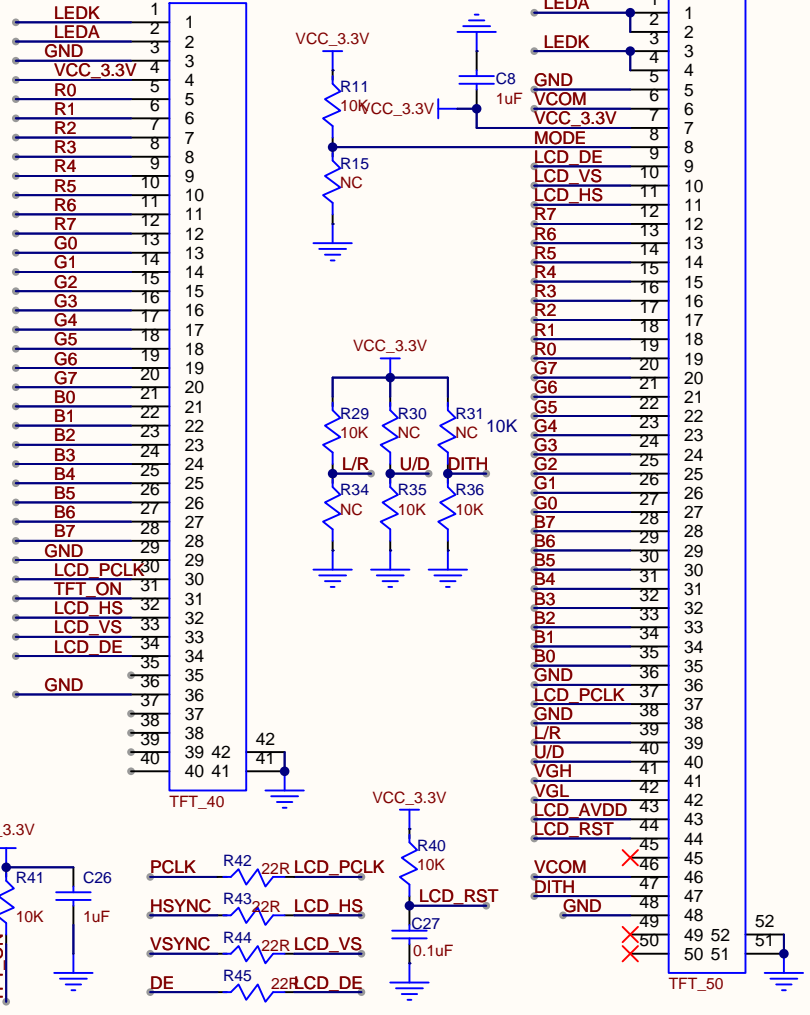 LEDK 1 1
LEDA 2 2
GND 3 3
VCC_3.3V 4 4
R0 5 5
R1 6 6
R2 7 7
R3 8 8
R4 9 9
R5 10 10
R6 11 11
R7 12 12
G0 13 13
G1 14 14
G2 15 15
G3 16 16
G4 17 17
G5 18 18
G6 19 19
G7 20 20
B0 21 21
B1 22 22
B2 23 23
B3 24 24
B4 25 25
B5 26 26
B6 27 27
B7 28 28
GND 29 29
LCD_PCLK 30 30
TFT_ON 31 31
LCD_HS 32 32
LCD_VS 33 33
LCD_DE 34 34
35 35
GND 36 36
37 37
38 38
39 39 42 42
40 40 41 41
TFT_40
VCC_3.3V
R11
10K
VCC_3.3V
C8
1uF
R15
NC
VCC_3.3V
R29
10K
R30
NC
R31
NC
10K
L/R
U/D
DITH
R34
NC
R35
10K
R36
10K
LEDA 1 1
2 2
LEDK 3 3
4 4
GND 5 5
VCOM 6 6
VCC_3.3V 7 7
MODE 8 8
LCD_DE 9 9
LCD_VS 10 10
LCD_HS 11 11
R7 12 12
R6 13 13
R5 14 14
R4 15 15
R3 16 16
R2 17 17
R1 18 18
R0 19 19
G7 20 20
G6 21 21
G5 22 22
G4 23 23
G3 24 24
G2 25 25
G1 26 26
G0 27 27
B7 28 28
B6 29 29
B5 30 30
B4 31 31
B3 32 32
B2 33 33
B1 34 34
B0 35 35
GND 36 36
LCD_PCLK 37 37
GND 38 38
L/R 39 39
U/D 40 40
VGH 41 41
VGL 42 42
LCD_AVDD 43 43
LCD_RST 44 44
45 45
VCOM 46 46
DITH 47 47
GND 48 48
49 49 52 52
50 50 51 51
TFT_50
3.3V
R41
10K
C26
1uF
PCLK R42 22R LCD_PCLK
HSYNC R43 22R LCD_HS
VSYNC R44 22R LCD_VS
DE R45 22R LCD_DE
VCC_3.3V
R40
10K
LCD_RST
C27
0.1uF